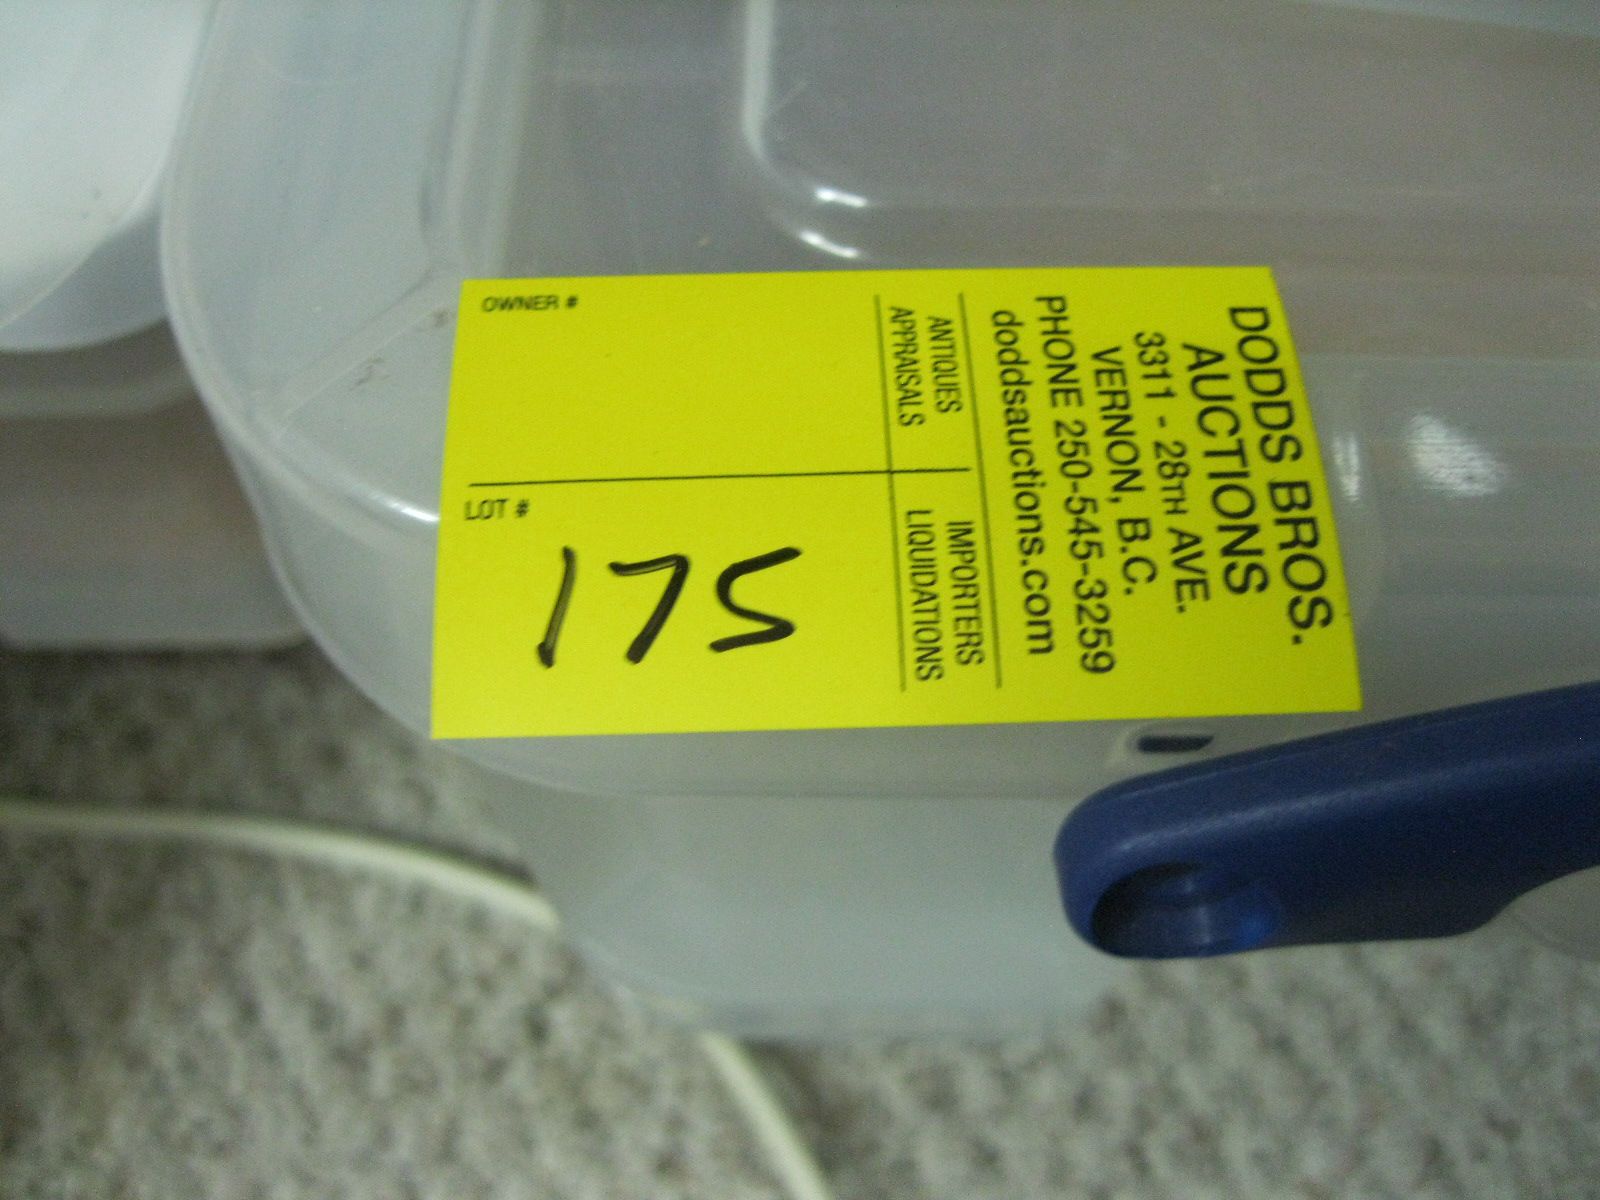 DODDS BROS.
AUCTIONS
3311 - 28TH AVE.
VERNON, B.C.
PHONE 250-545-3259
doddsauctions.com
ANTIQUES
APPRAISALS
IMPORTERS
LIQUIDATIONS
OWNER #
LOT #
175